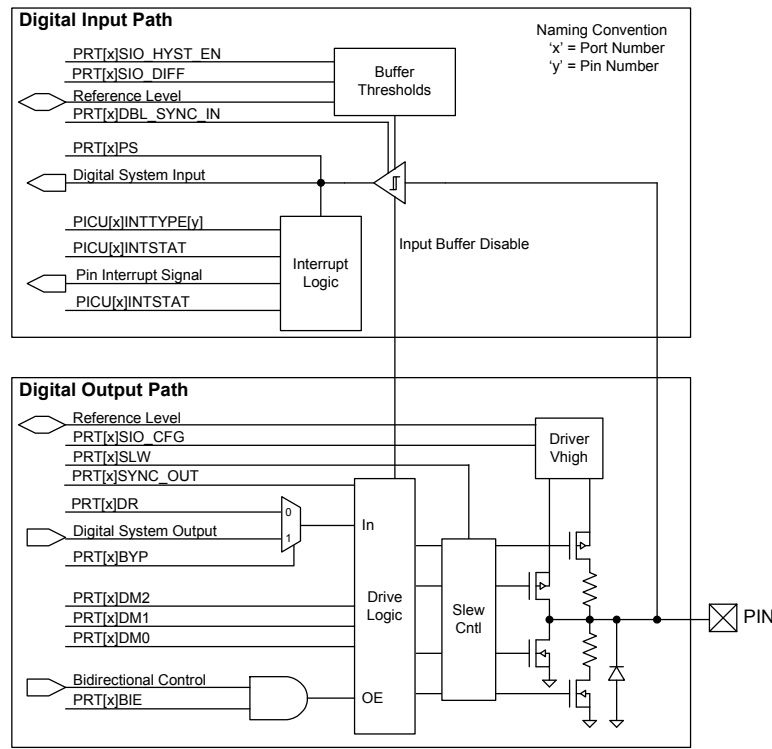 Digital Input Path
Naming Convention
‘x’ = Port Number
‘y’ = Pin Number
PRT[x]SIO_HYST_EN
PRT[x]SIO_DIFF
Reference Level
PRT[x]DBL_SYNC_IN
Buffer
Thresholds
PRT[x]PS
Digital System Input
PICU[x]INTTYPE[y]
PICU[x]INTSTAT
Pin Interrupt Signal
PICU[x]INTSTAT
Interrupt
Logic
Input Buffer Disable
Digital Output Path
Reference Level
PRT[x]SIO_CFG
PRT[x]SLW
PRT[x]SYNC_OUT
Driver
Vhigh
PRT[x]DR
Digital System Output
PRT[x]BYP
0
1
In
PRT[x]DM2
PRT[x]DM1
PRT[x]DM0
Drive
Logic
Slew
Cntl
PIN
Bidirectional Control
PRT[x]BIE
OE